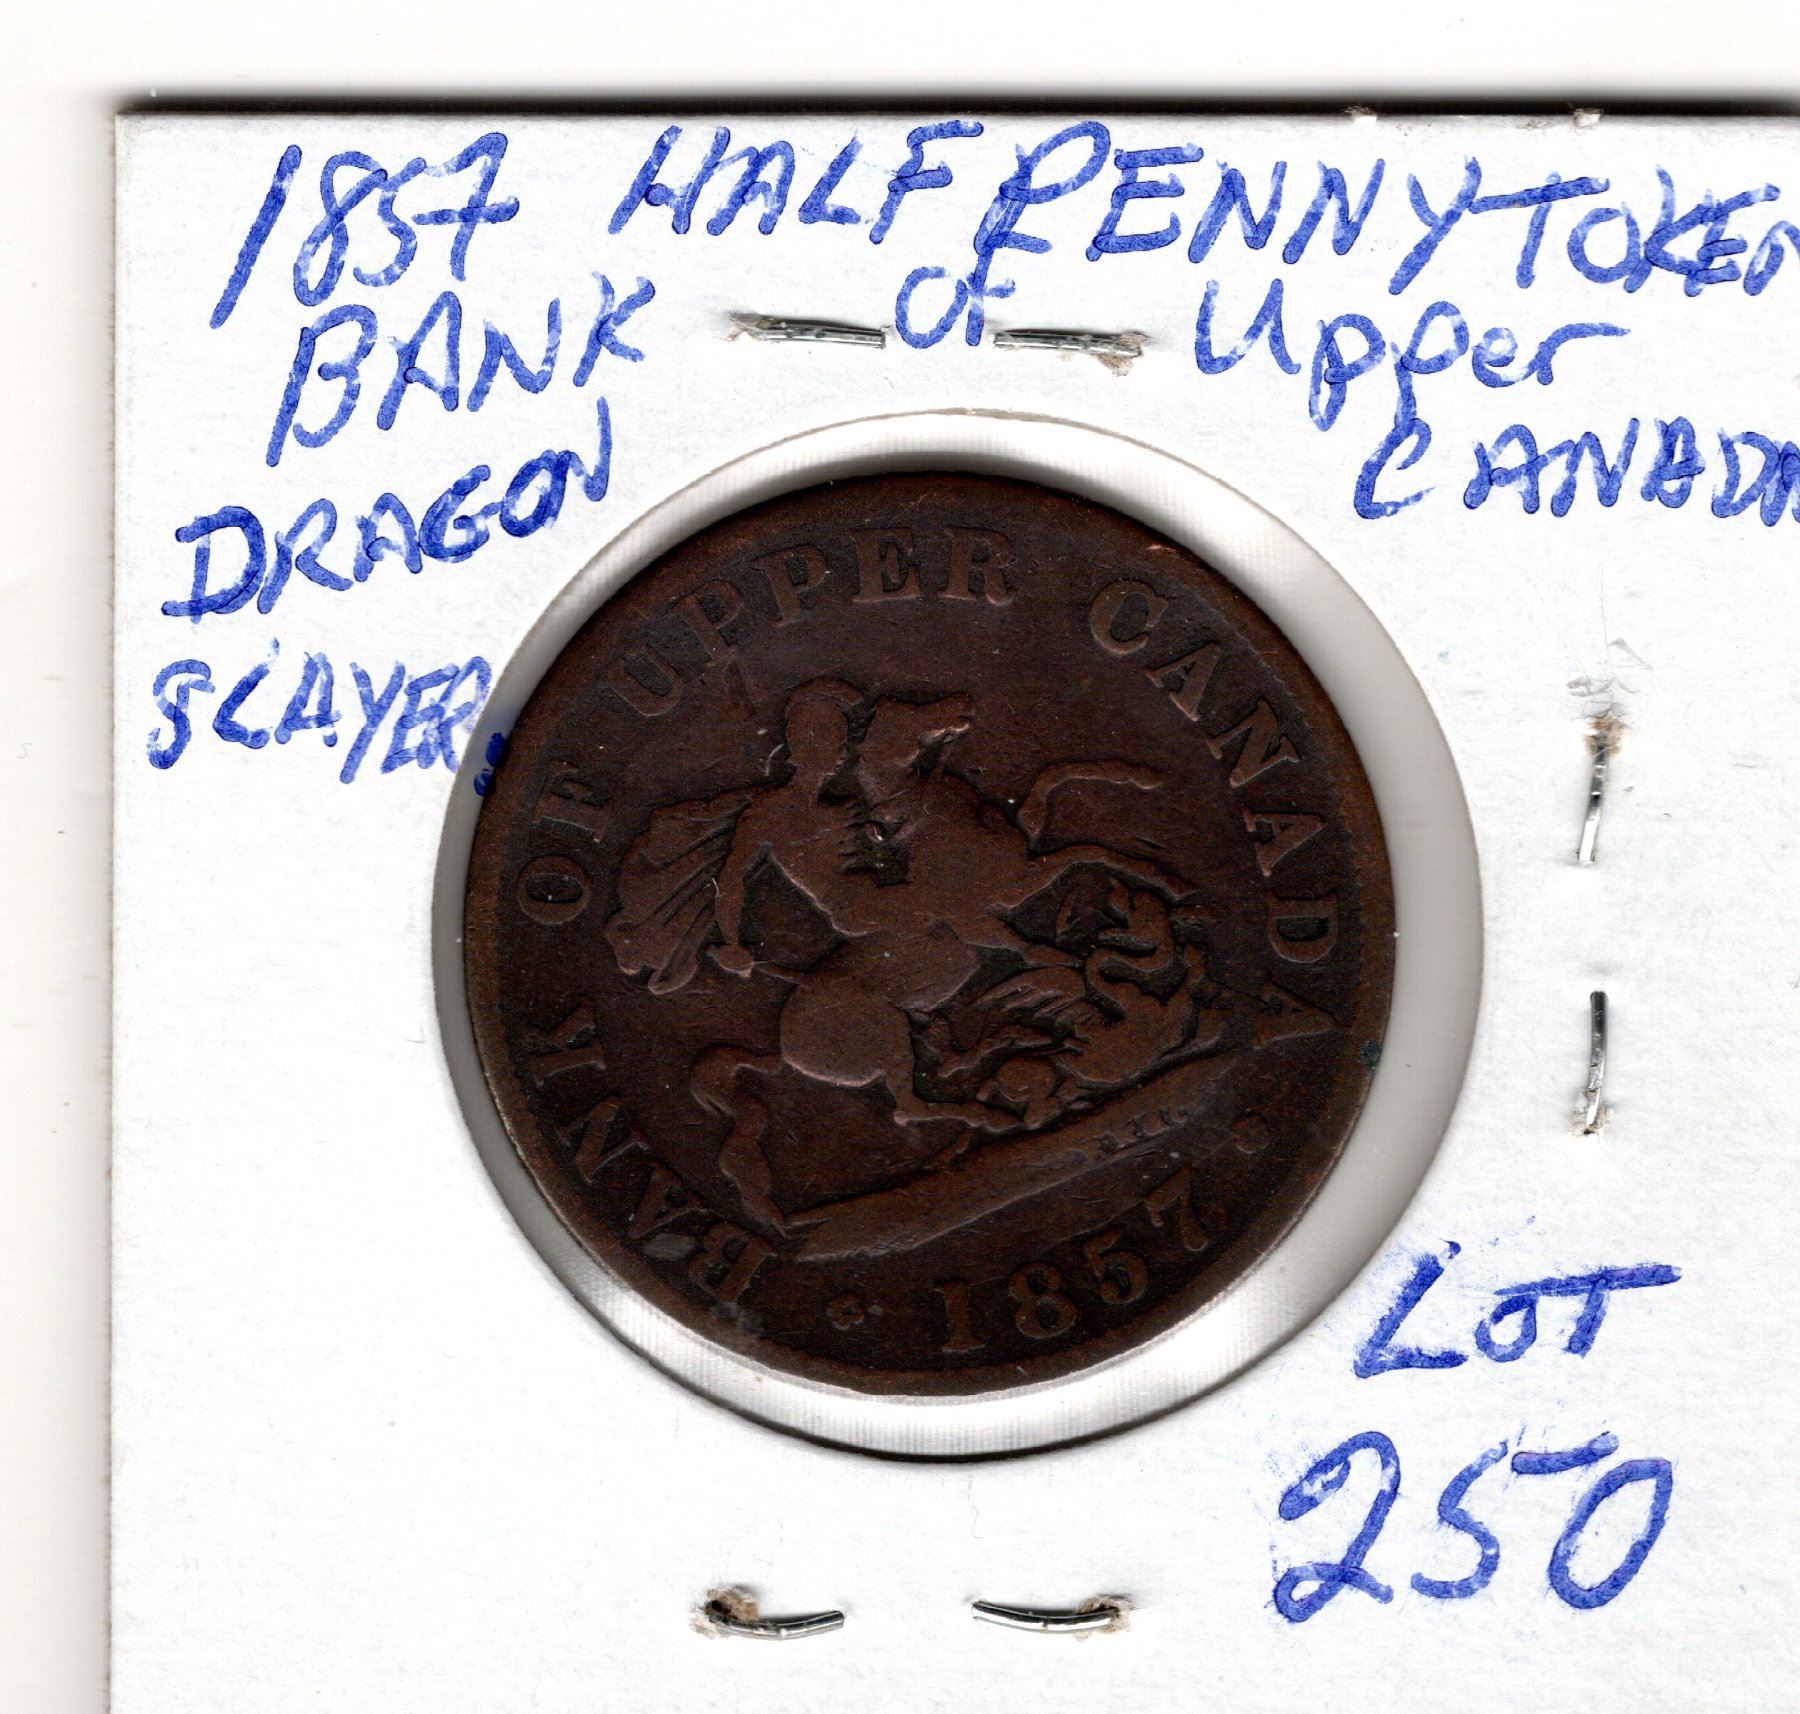 1857 HALF PENNY TOKEN
BANK OF Upper
CANADA
DRAGON
SLAYER
BANK OF UPPER CANADA
1857
LOT
250